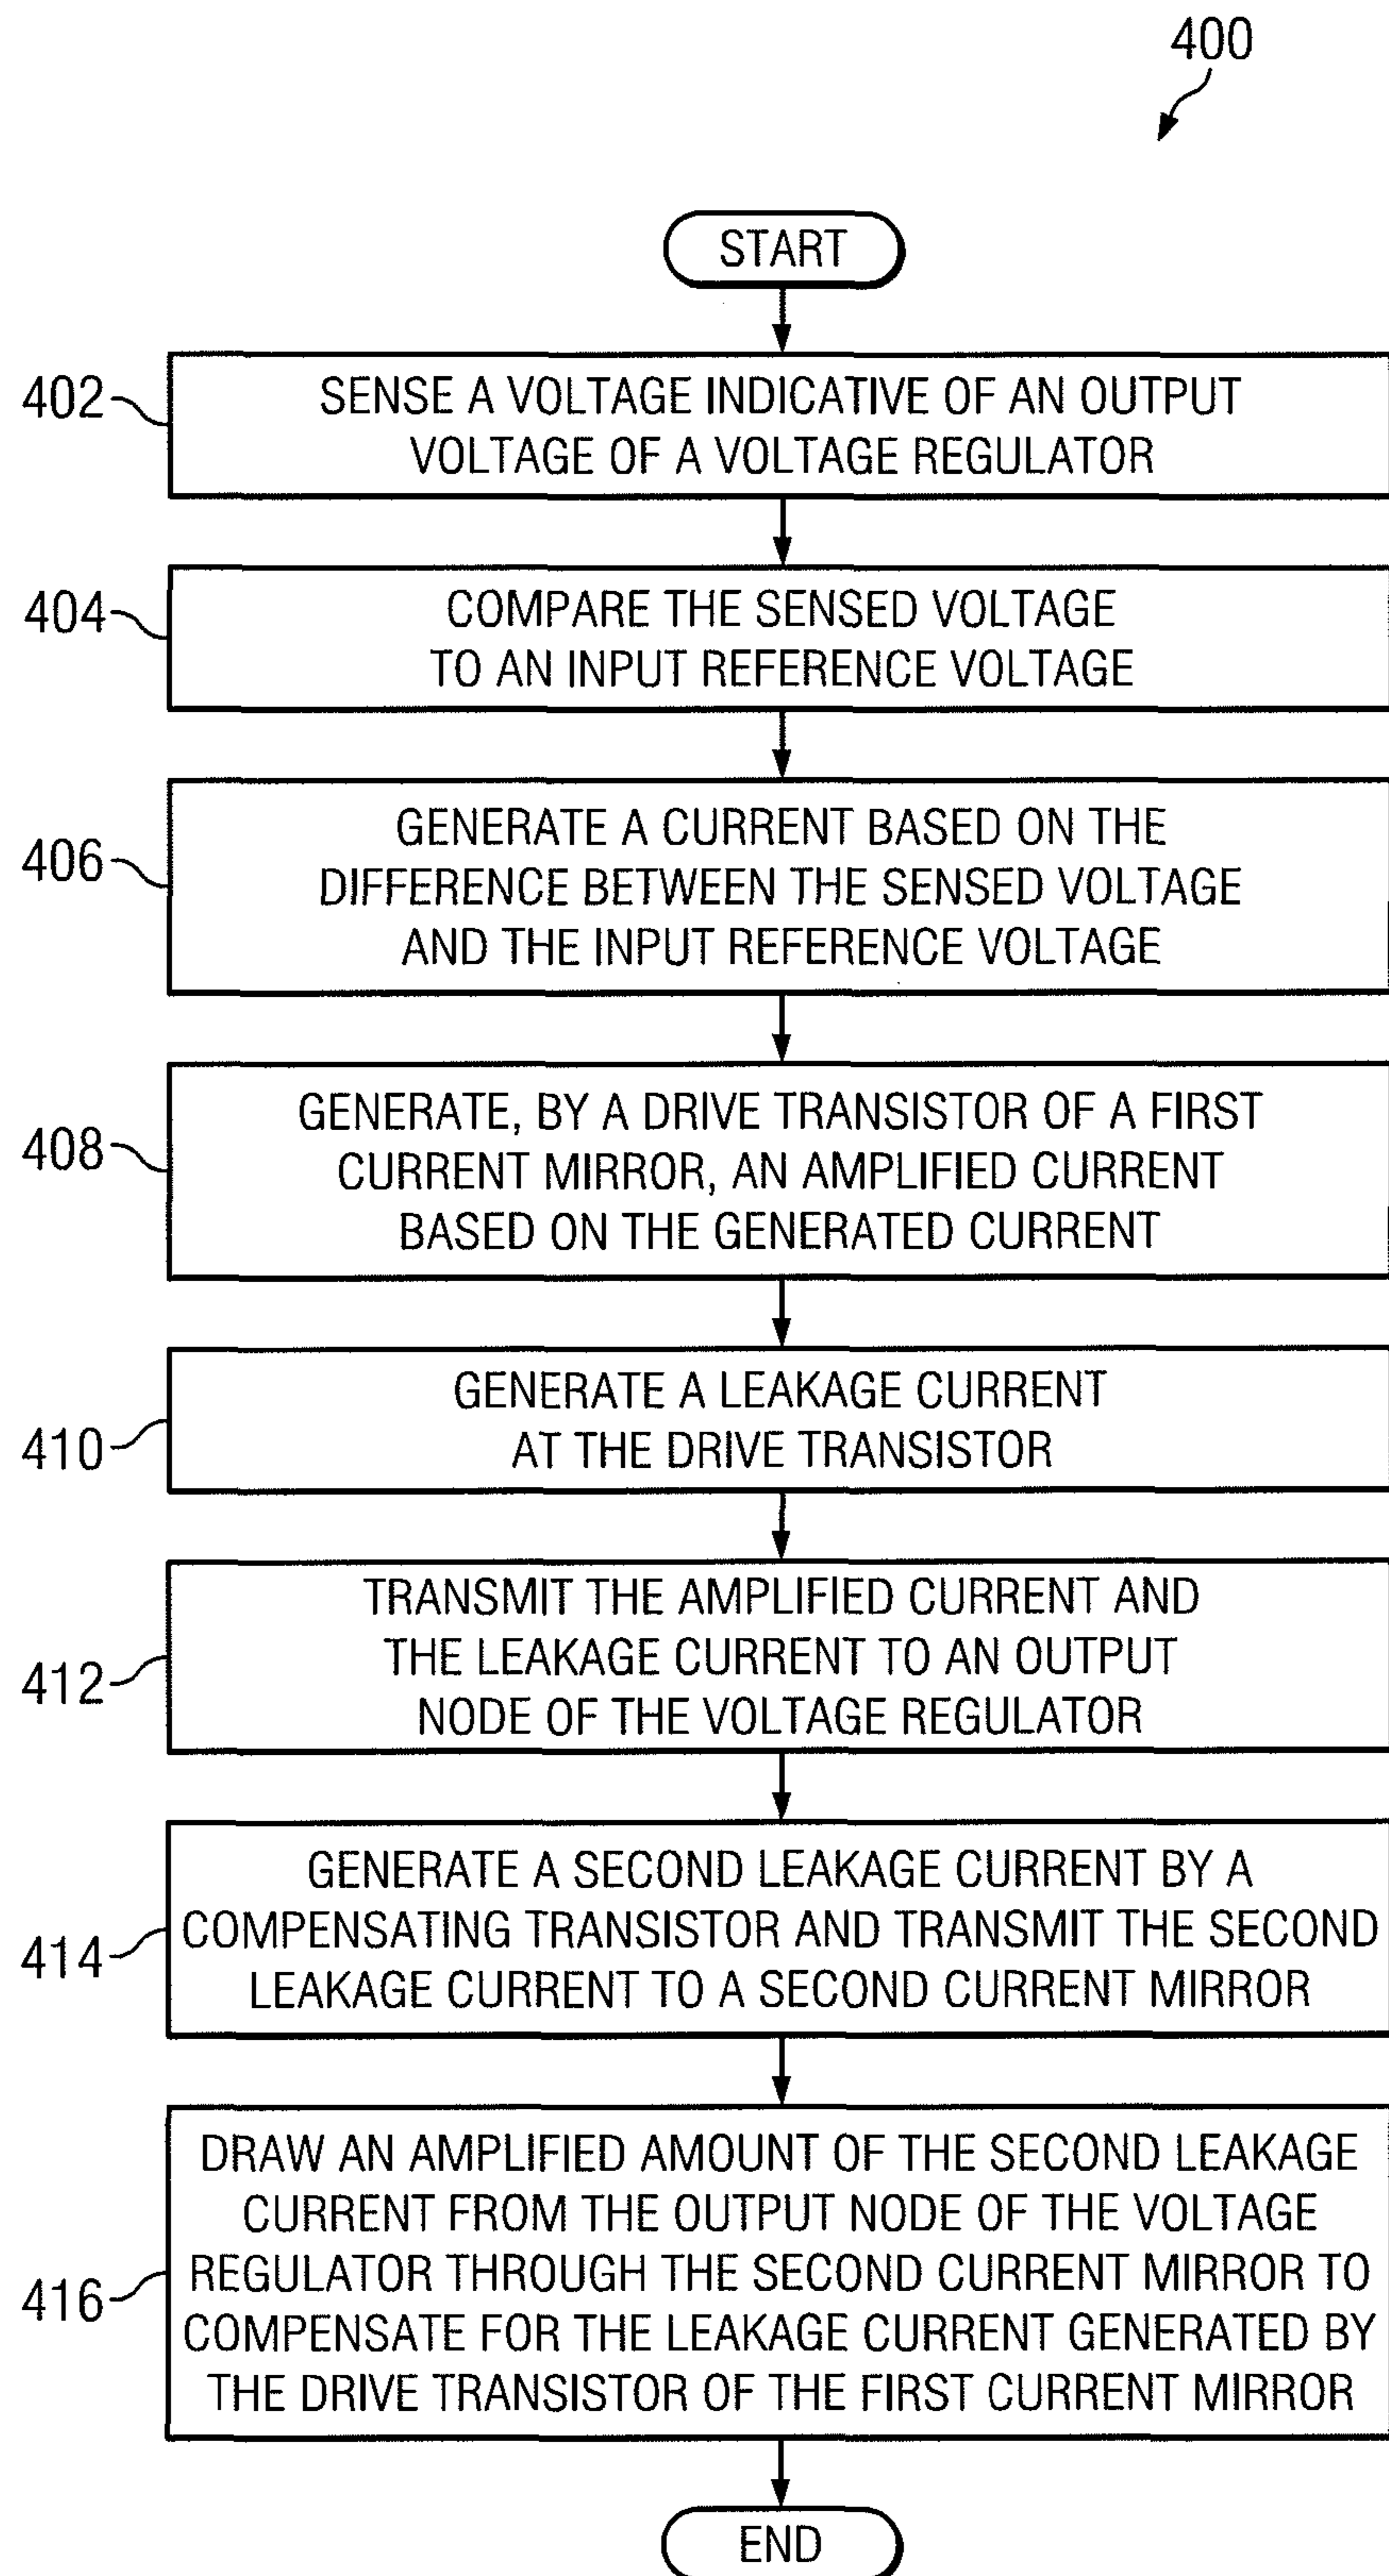 400
START
402
SENSE A VOLTAGE INDICATIVE OF AN OUTPUT
VOLTAGE OF A VOLTAGE REGULATOR
404
COMPARE THE SENSED VOLTAGE
TO AN INPUT REFERENCE VOLTAGE
406
GENERATE A CURRENT BASED ON THE
DIFFERENCE BETWEEN THE SENSED VOLTAGE
AND THE INPUT REFERENCE VOLTAGE
408
GENERATE, BY A DRIVE TRANSISTOR OF A FIRST
CURRENT MIRROR, AN AMPLIFIED CURRENT
BASED ON THE GENERATED CURRENT
410
GENERATE A LEAKAGE CURRENT
AT THE DRIVE TRANSISTOR
412
TRANSMIT THE AMPLIFIED CURRENT AND
THE LEAKAGE CURRENT TO AN OUTPUT
NODE OF THE VOLTAGE REGULATOR
414
GENERATE A SECOND LEAKAGE CURRENT BY A
COMPENSATING TRANSISTOR AND TRANSMIT THE SECOND
LEAKAGE CURRENT TO A SECOND CURRENT MIRROR
416
DRAW AN AMPLIFIED AMOUNT OF THE SECOND LEAKAGE
CURRENT FROM THE OUTPUT NODE OF THE VOLTAGE
REGULATOR THROUGH THE SECOND CURRENT MIRROR TO
COMPENSATE FOR THE LEAKAGE CURRENT GENERATED BY
THE DRIVE TRANSISTOR OF THE FIRST CURRENT MIRROR
END